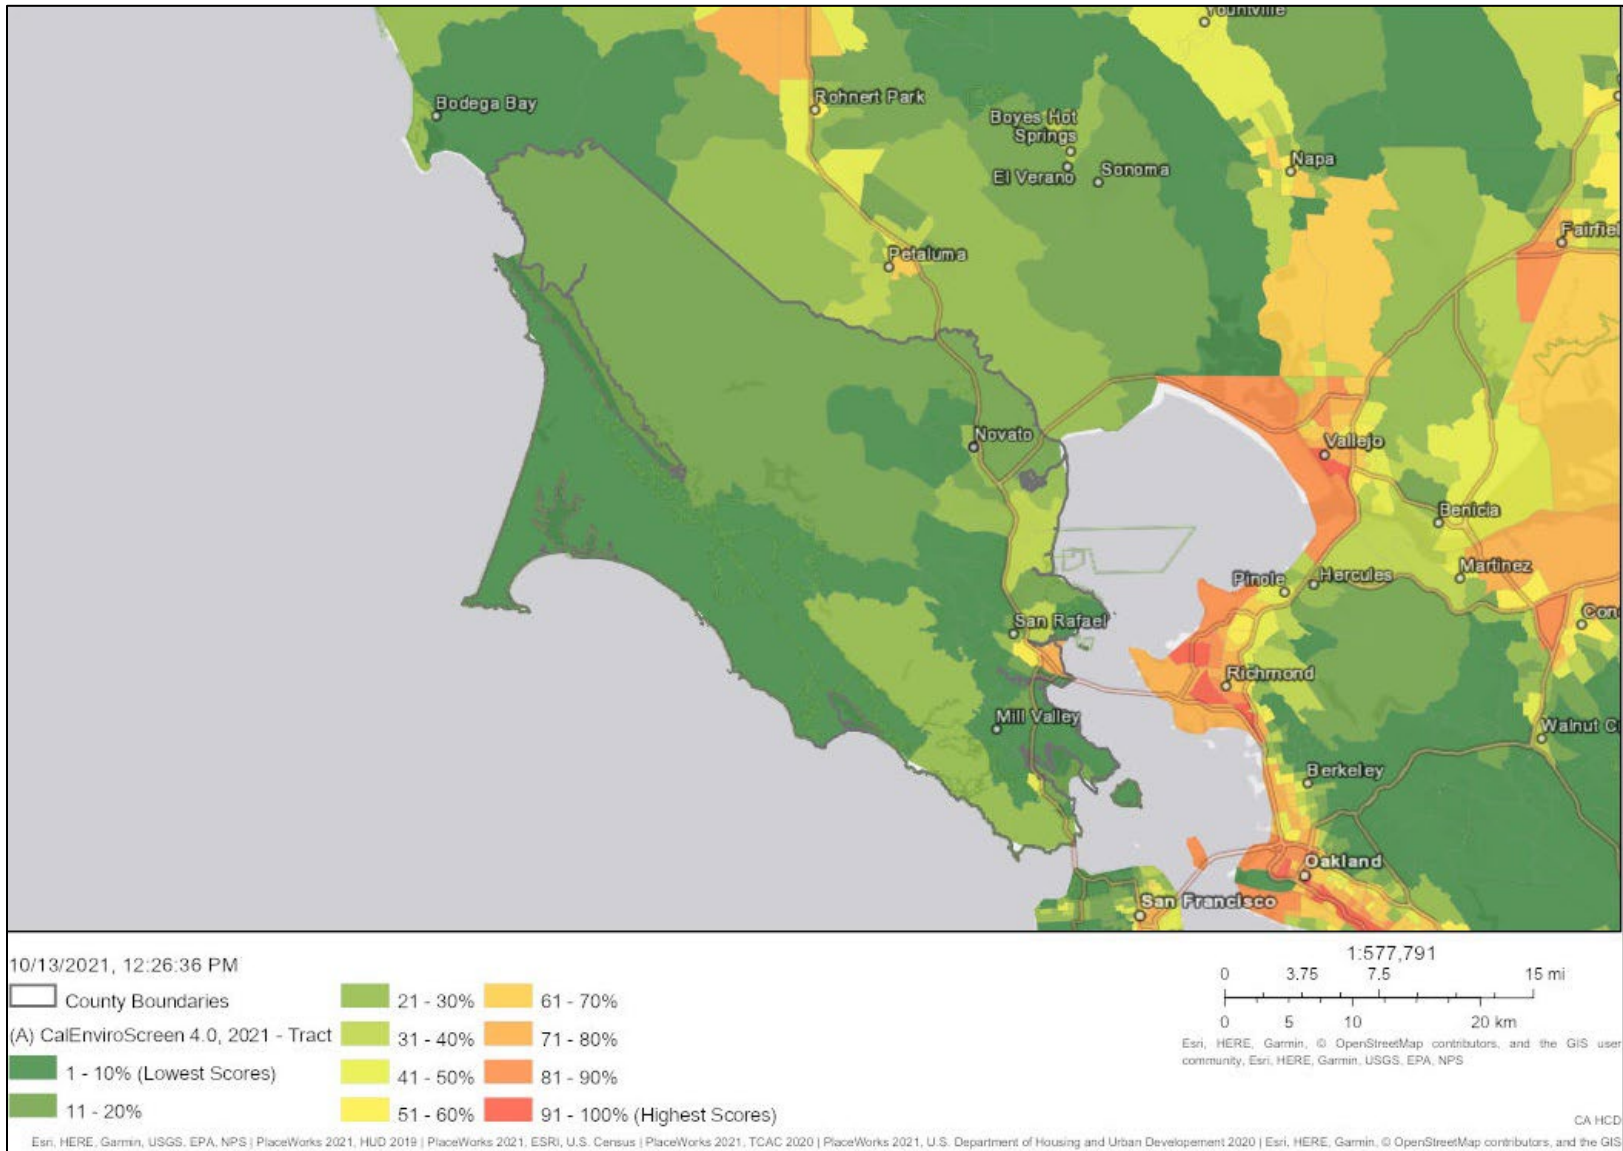 Yountville
Bodega Bay
Rohnert Park
Boyes Hot
Springs
El Verano
Sonoma
Napa
Fairfiel
Petaluma
Novato
Vallejo
Benicia
Pinole
Hercules
Martinez
Con
San Rafael
Richmond
Mill Valley
Walnut C
Berkeley
Oakland
San Francisco
10/13/2021, 12:26:36 PM
County Boundaries
(A) CalEnviroScreen 4.0, 2021 - Tract
1 - 10% (Lowest Scores)
11 - 20%
21 - 30%
31 - 40%
41 - 50%
51 - 60%
61 - 70%
71 - 80%
81 - 90%
91 - 100% (Highest Scores)
1:577,791
0 3.75 7.5 15 mi
0 5 10 20 km
Esri, HERE, Garmin, © OpenStreetMap contributors, and the GIS user
community, Esri, HERE, Garmin, USGS, EPA, NPS
CA HCD
Esri, HERE, Garmin, USGS, EPA, NPS | PlaceWorks 2021, HUD 2019 | PlaceWorks 2021, ESRI, U.S. Census | PlaceWorks 2021, TCAC 2020 | PlaceWorks 2021, U.S. Department of Housing and Urban Developement 2020 | Esri, HERE, Garmin, © OpenStreetMap contributors, and the GIS